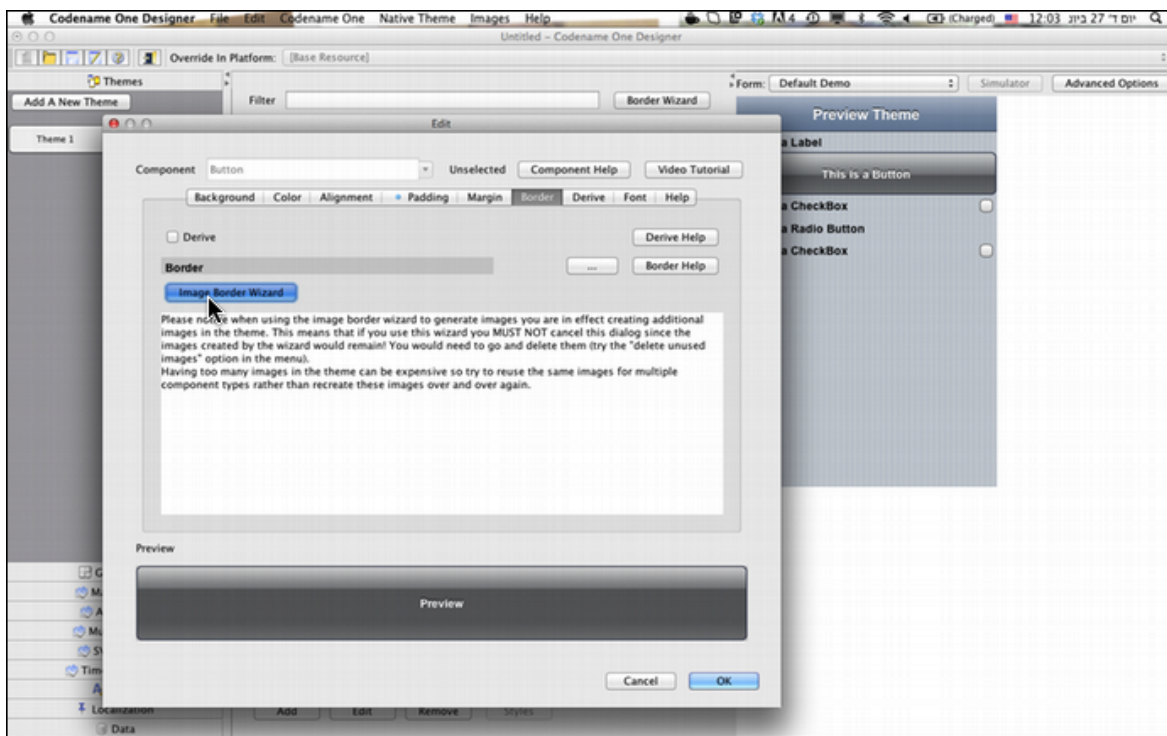 Codename One Designer File Edit Codename One Native Theme Images Help 4 (Charged) 12:03 יום ד' 27 ביונ
Untitled - Codename One Designer
Override In Platform: [Base Resource]
Themes
Form: Default Demo Simulator Advanced Options
Add A New Theme
Filter Border Wizard
Theme 1
Edit
Preview Theme
a Label
Component Button Unselected Component Help Video Tutorial
This is a Button
Background Color Alignment Padding Margin Border Derive Font Help
a CheckBox
a Radio Button
a CheckBox
Derive Derive Help
Border ... Border Help
Image Border Wizard
Please notice when using the image border wizard to generate images you are in effect creating additional
images in the theme. This means that if you use this wizard you MUST NOT cancel this dialog since the
images created by the wizard would remain! You would need to go and delete them (try the "delete unused
images" option in the menu).
Having too many images in the theme can be expensive so try to reuse the same images for multiple
component types rather than recreate these images over and over again.
Preview
Preview
Cancel OK
G
M
A
Mu
SV
Tim
A
Localization
Data
Add Edit Remove Styles